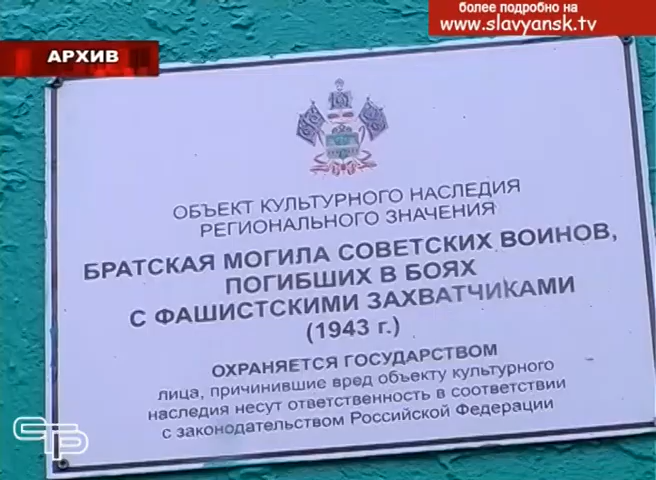 более подробно на
www.slavyansk.tv
АРХИВ
ОБЪЕКТ КУЛЬТУРНОГО НАСЛЕДИЯ
РЕГИОНАЛЬНОГО ЗНАЧЕНИЯ
БРАТСКАЯ МОГИЛА СОВЕТСКИХ ВОИНОВ,
ПОГИБШИХ В БОЯХ
С ФАШИСТСКИМИ ЗАХВАТЧИКАМИ
(1943 г.)
ОХРАНЯЕТСЯ ГОСУДАРСТВОМ
лица, причинившие вред объекту культурного
наследия несут ответственность в соответствии
с законодательством Российской Федерации